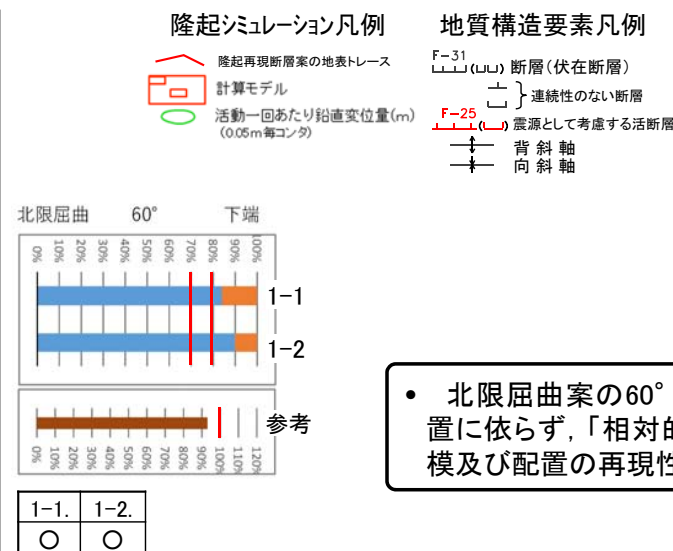 隆起シミュレーション凡例
隆起再現断層案の地表トレース
計算モデル
活動一回あたり鉛直変位量(m)
(0.05m毎コンタ)
地質構造要素凡例
F-31
断層(伏在断層)
連続性のない断層
F-25
震源として考慮する活断層
背斜軸
向斜軸
北限屈曲 60° 下端
0% 10% 20% 30% 40% 50% 60% 70% 80% 90% 100%
1-1
1-2
参考
0% 10% 20% 30% 40% 50% 60% 70% 80% 90% 100% 110% 120%
1-1. 1-2.
○ ○
• 北限屈曲案の60°
置に依らず,「相対的
模及び配置の再現性